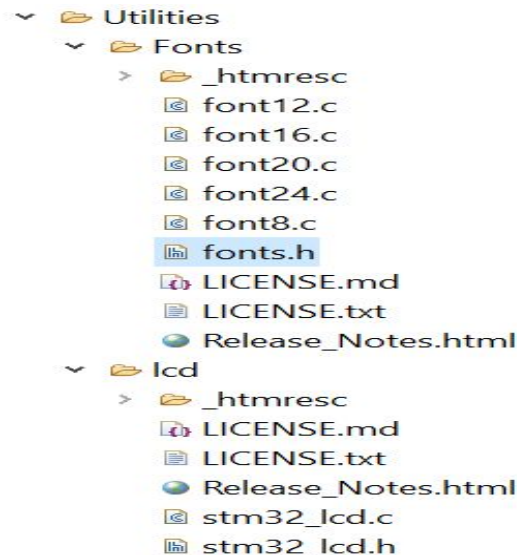 Utilities
Fonts
_htmresc
font12.c
font16.c
font20.c
font24.c
font8.c
fonts.h
LICENSE.md
LICENSE.txt
Release_Notes.html
lcd
_htmresc
LICENSE.md
LICENSE.txt
Release_Notes.html
stm32_lcd.c
stm32_lcd.h